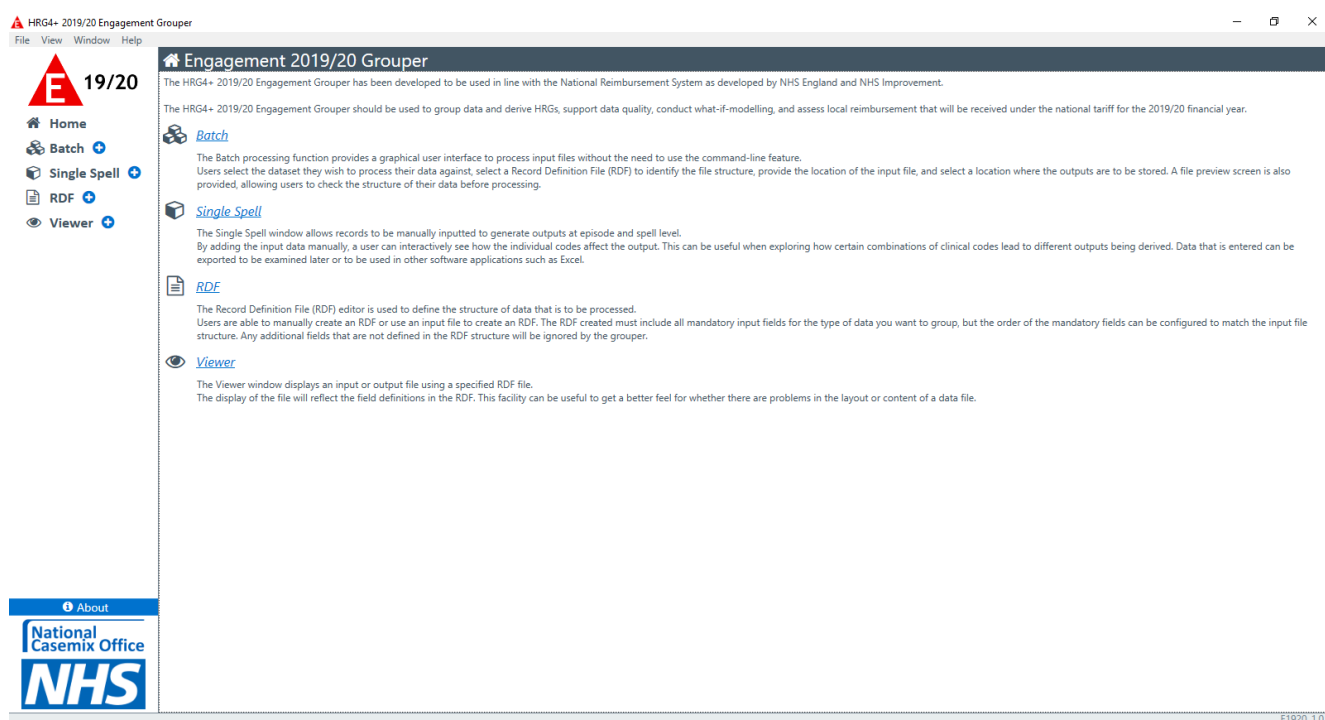 HRG4+ 2019/20 Engagement Grouper
File View Window Help
E 19/20
Home
Batch
Single Spell
RDF
Viewer
Engagement 2019/20 Grouper
The HRG4+ 2019/20 Engagement Grouper has been developed to be used in line with the National Reimbursement System as developed by NHS England and NHS Improvement.
The HRG4+ 2019/20 Engagement Grouper should be used to group data and derive HRGs, support data quality, conduct what-if-modelling, and assess local reimbursement that will be received under the national tariff for the 2019/20 financial year.
Batch
The Batch processing function provides a graphical user interface to process input files without the need to use the command-line feature.
Users select the dataset they wish to process their data against, select a Record Definition File (RDF) to identify the file structure, provide the location of the input file, and select a location where the outputs are to be stored. A file preview screen is also
provided, allowing users to check the structure of their data before processing.
Single Spell
The Single Spell window allows records to be manually inputted to generate outputs at episode and spell level.
By adding the input data manually, a user can interactively see how the individual codes affect the output. This can be useful when exploring how certain combinations of clinical codes lead to different outputs being derived. Data that is entered can be
exported to be examined later or to be used in other software applications such as Excel.
RDF
The Record Definition File (RDF) editor is used to define the structure of data that is to be processed.
Users are able to manually create an RDF or use an input file to create an RDF. The RDF created must include all mandatory input fields for the type of data you want to group, but the order of the mandatory fields can be configured to match the input file
structure. Any additional fields that are not defined in the RDF structure will be ignored by the grouper.
Viewer
The Viewer window displays an input or output file using a specified RDF file.
The display of the file will reflect the field definitions in the RDF. This facility can be useful to get a better feel for whether there are problems in the layout or content of a data file.
About
National
Casemix Office
NHS
E1920_1.0